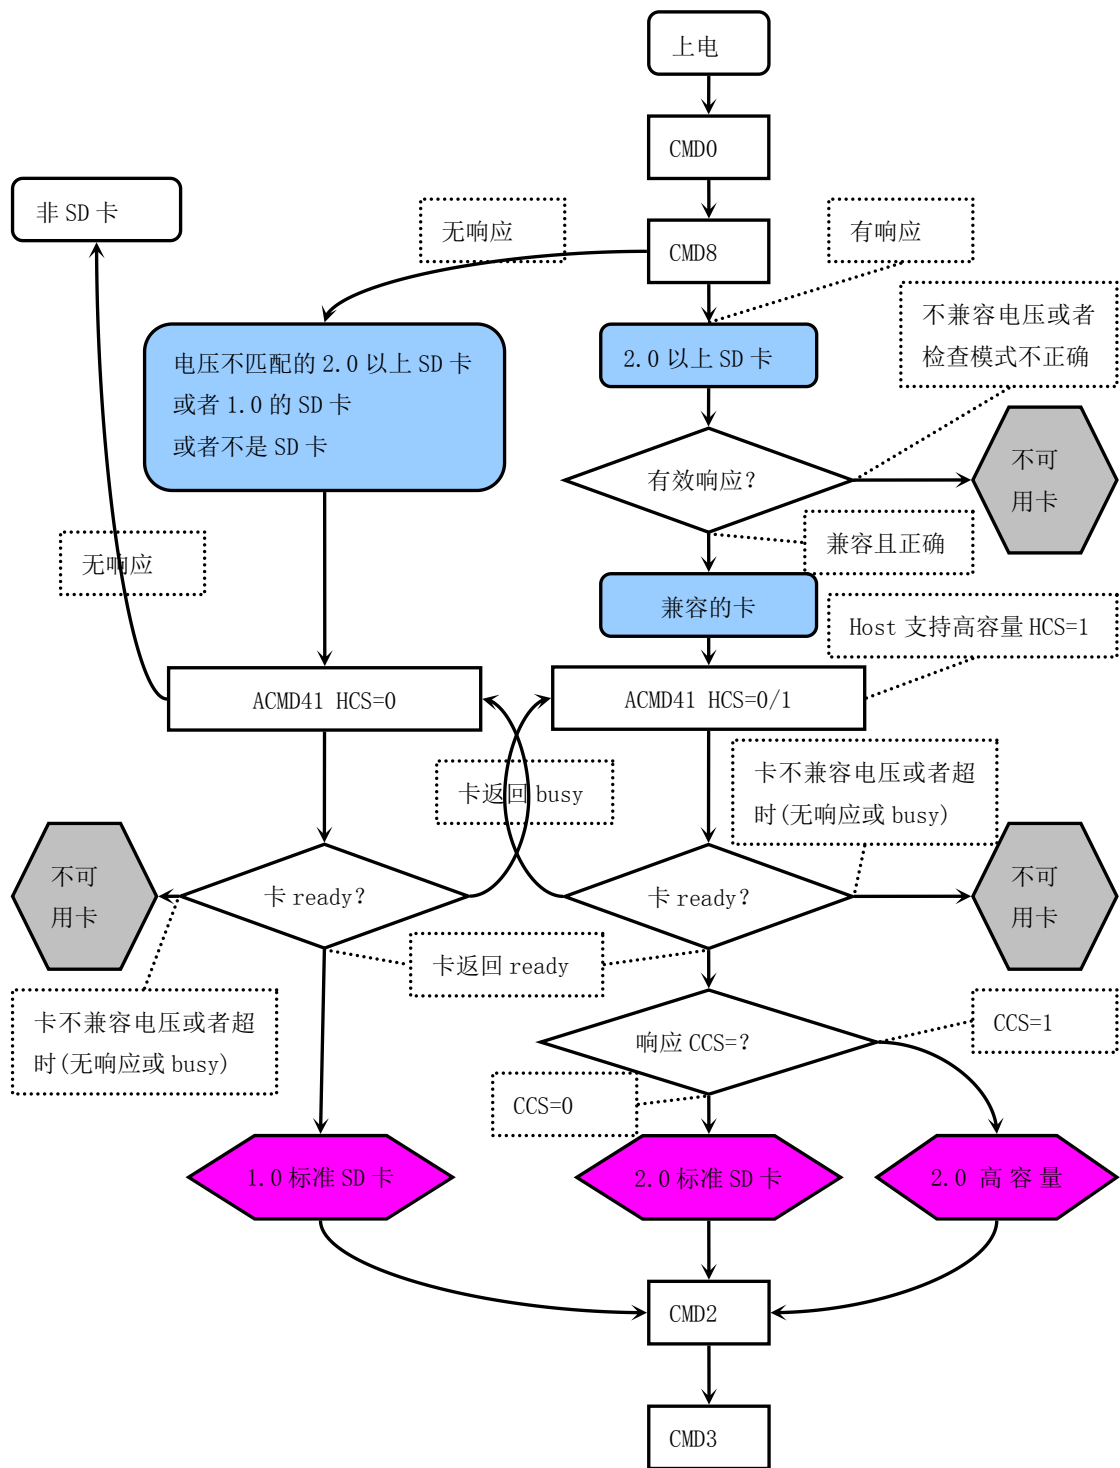 上电
CMD0
非 SD 卡
无响应
CMD8
有响应
不兼容电压或者
检查模式不正确
电压不匹配的 2.0 以上 SD 卡
或者 1.0 的 SD 卡
或者不是 SD 卡
2.0 以上 SD 卡
有效响应？
不可
用卡
无响应
兼容且正确
兼容的卡
Host 支持高容量 HCS=1
ACMD41 HCS=0
ACMD41 HCS=0/1
卡返回 busy
卡不兼容电压或者超
时(无响应或 busy)
不可
用卡
卡 ready？
卡 ready？
不可
用卡
卡返回 ready
卡不兼容电压或者超
时(无响应或 busy)
响应 CCS=？
CCS=1
CCS=0
1.0 标准 SD 卡
2.0 标准 SD 卡
2.0 高 容 量
CMD2
CMD3